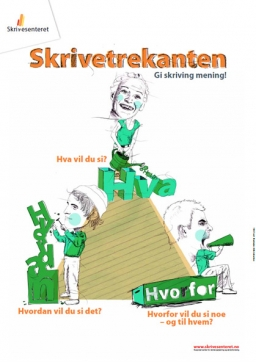 Skrivesenteret
Skrivetrekanten
Gi skriving mening!
Hva vil du si?
Hva
Hvordan
Hvorfor
Hvordan vil du si det?
Hvorfor vil du si noe
– og til hvem?
www.skrivesenteret.no